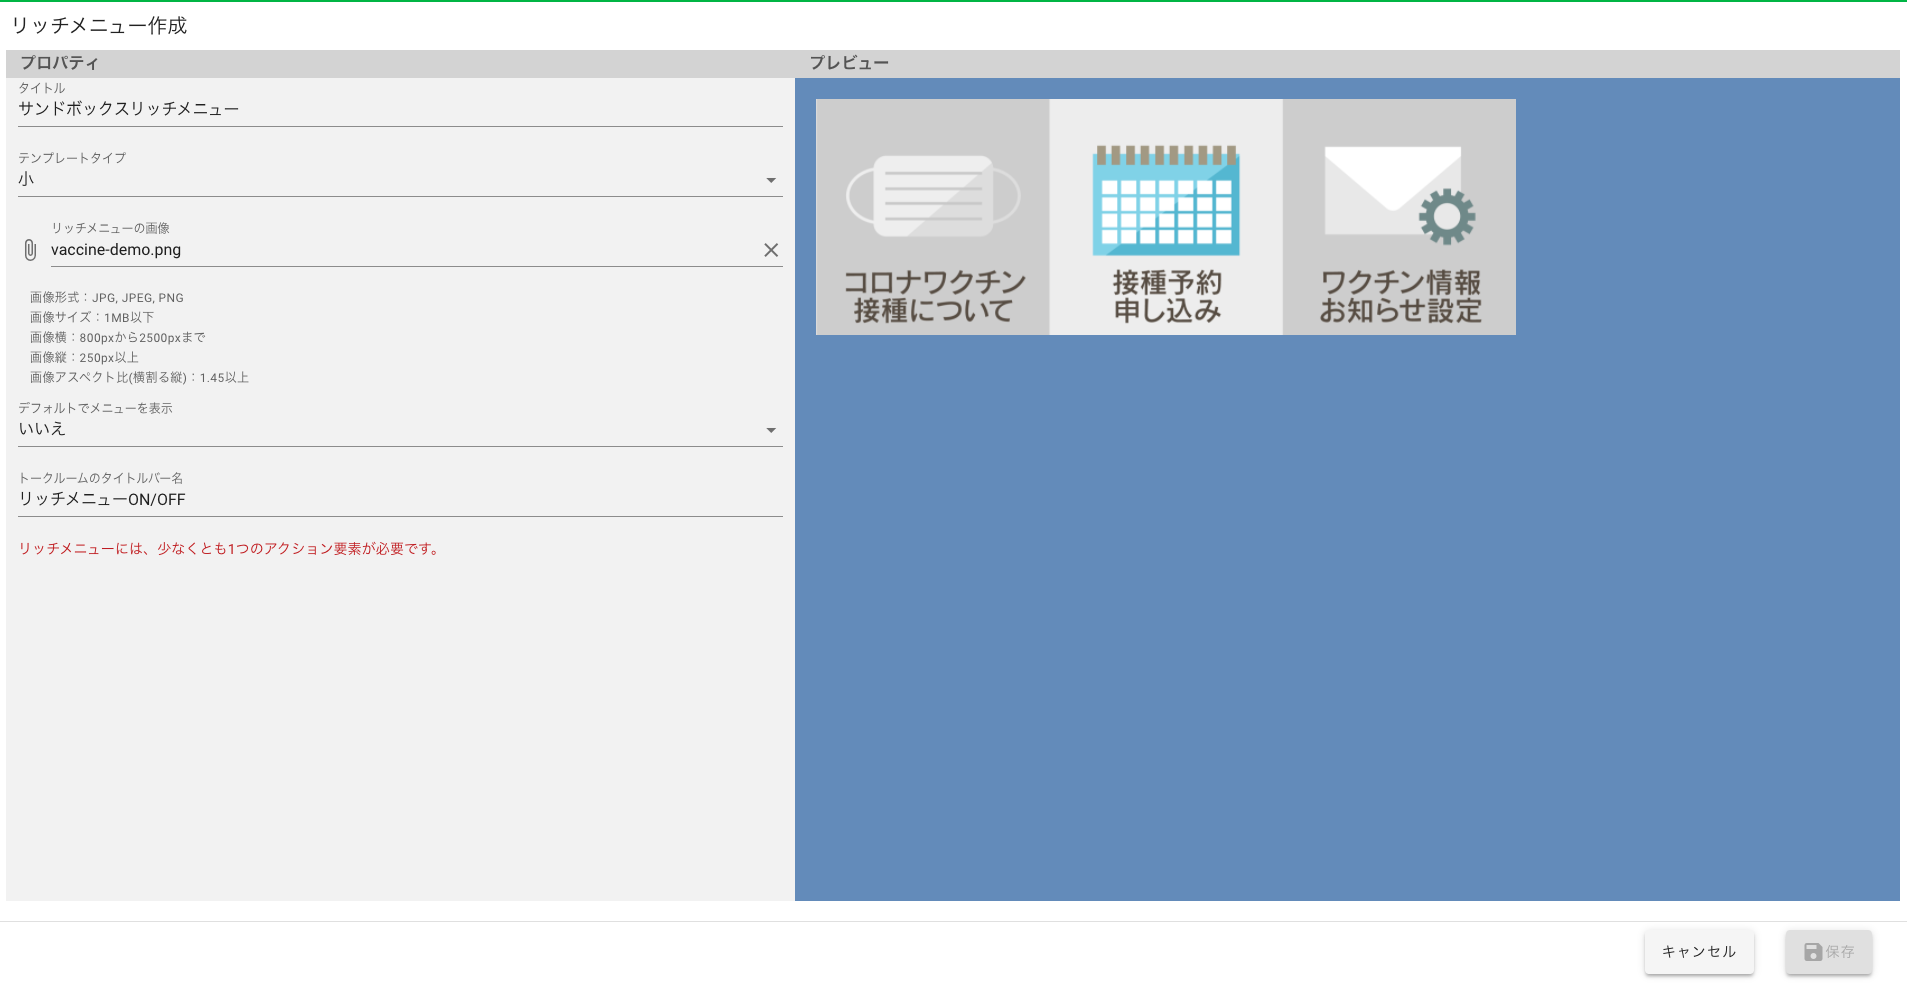 リッチメニュー作成
プロパティ
タイトル
サンドボックスリッチメニュー
テンプレートタイプ
小
リッチメニューの画像
vaccine-demo.png
画像形式：JPG, JPEG, PNG
画像サイズ：1MB以下
画像横：800pxから2500pxまで
画像縦：250px以上
画像アスペクト比(横割る縦)：1.45以上
デフォルトでメニューを表示
いいえ
トークルームのタイトルバー名
リッチメニューON/OFF
リッチメニューには、少なくとも1つのアクション要素が必要です。
プレビュー
コロナワクチン
接種について
接種予約
申し込み
ワクチン情報
お知らせ設定
キャンセル
保存